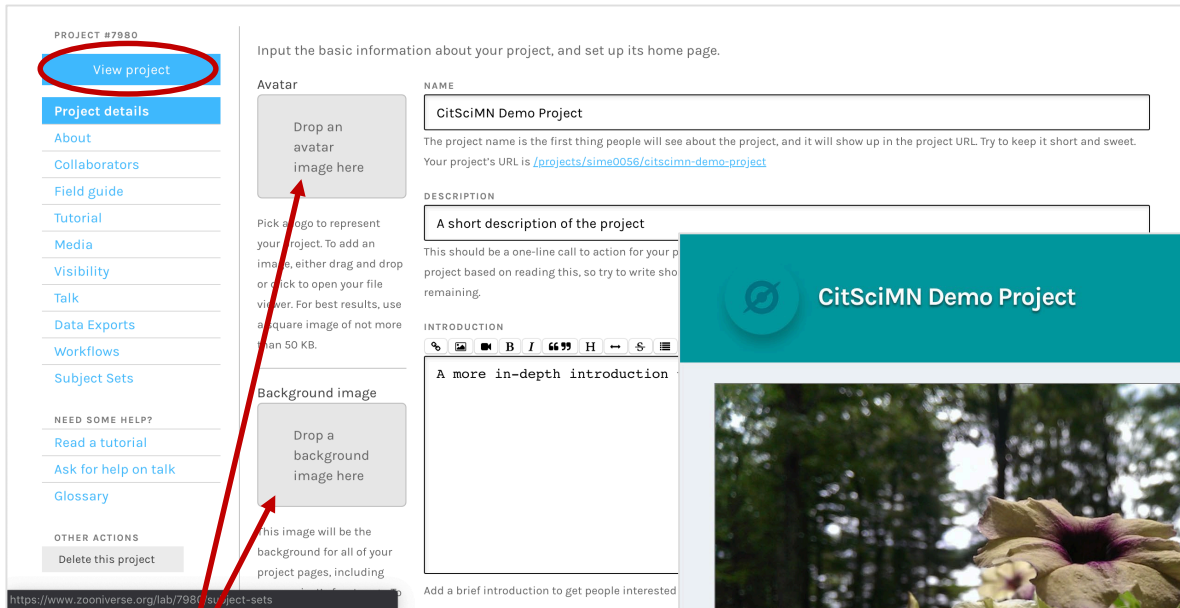 PROJECT #7980
View project
Project details
About
Collaborators
Field guide
Tutorial
Media
Visibility
Talk
Data Exports
Workflows
Subject Sets
NEED SOME HELP?
Read a tutorial
Ask for help on talk
Glossary
OTHER ACTIONS
Delete this project
https://www.zooniverse.org/lab/7980/subject-sets
Input the basic information about your project, and set up its home page.
Avatar
Drop an
avatar
image here
Pick a logo to represent
your project. To add an
image, either drag and drop
or click to open your file
viewer. For best results, use
a square image of not more
than 50 KB.
Background image
Drop a
background
image here
This image will be the
background for all of your
project pages, including
NAME
CitSciMN Demo Project
The project name is the first thing people will see about the project, and it will show up in the project URL. Try to keep it short and sweet.
Your project's URL is /projects/sime0056/citscimn-demo-project
DESCRIPTION
A short description of the project
This should be a one-line call to action for your p
project based on reading this, so try to write sho
remaining.
INTRODUCTION
B I H S
A more in-depth introduction
Add a brief introduction to get people interested
CitSciMN Demo Project